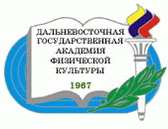 ДАЛЬНЕВОСТОЧНАЯ
ГОСУДАРСТВЕННАЯ
АКАДЕМИЯ
ФИЗИЧЕСКОЙ
КУЛЬТУРЫ
1967